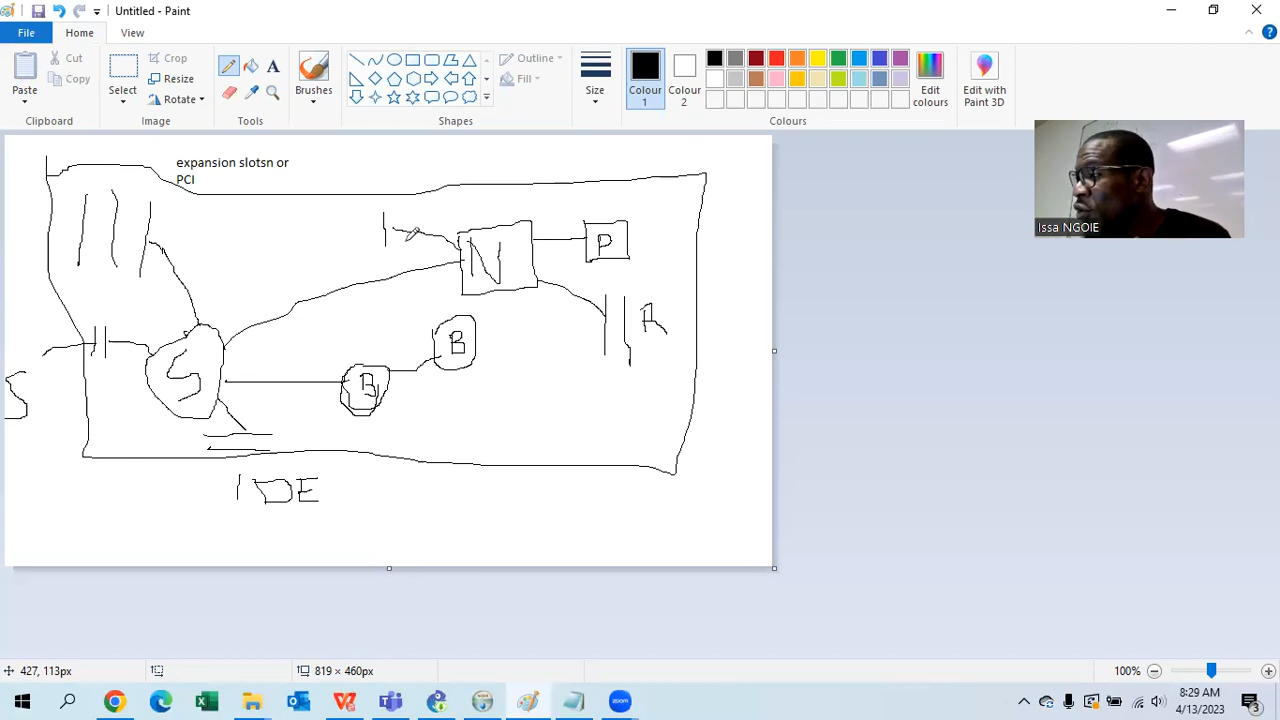 Untitled - Paint
File
Home
View
Paste
Cut
Copy
Clipboard
Select
Crop
Resize
Rotate
Image
Tools
Brushes
Shapes
Outline
Fill
Size
Colour
1
Colour
2
Edit
colours
Edit with
Paint 3D
Colours
expansion slotsn or
PCI
N
P
R
B
S
B
S
IDE
Issa NGOIE
427, 113px
819 × 460px
100%
8:29 AM
4/13/2023
3